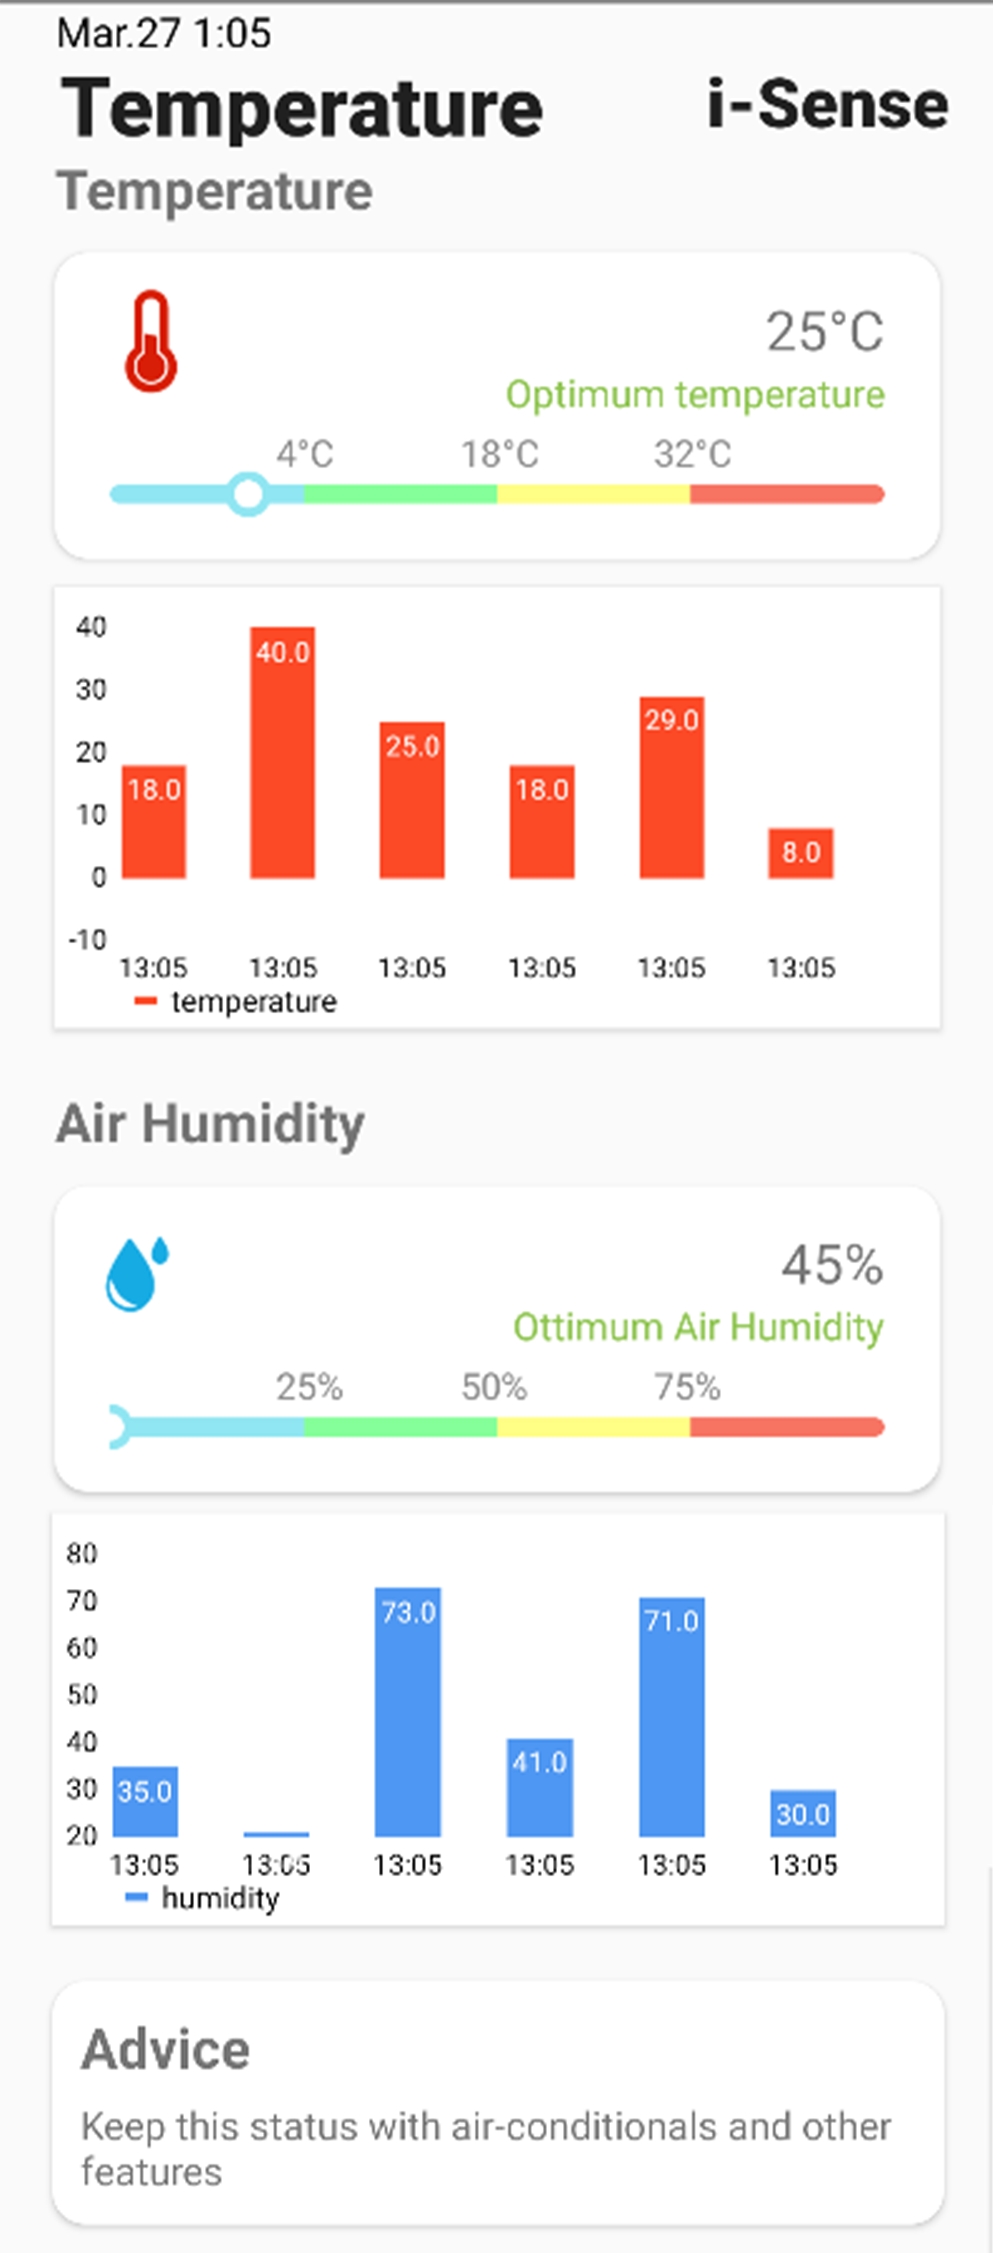 Mar.27 1:05
Temperature i-Sense
Temperature
25°C
Optimum temperature
4°C 18°C 32°C
40
30
20
10
0
-10
18.0 40.0 25.0 18.0 29.0 8.0
13:05 13:05 13:05 13:05 13:05 13:05
temperature
Air Humidity
45%
Ottimum Air Humidity
25% 50% 75%
80
70
60
50
40
30
20
35.0 73.0 41.0 71.0 30.0
13:05 13:05 13:05 13:05 13:05 13:05
humidity
Advice
Keep this status with air-conditionals and other
features